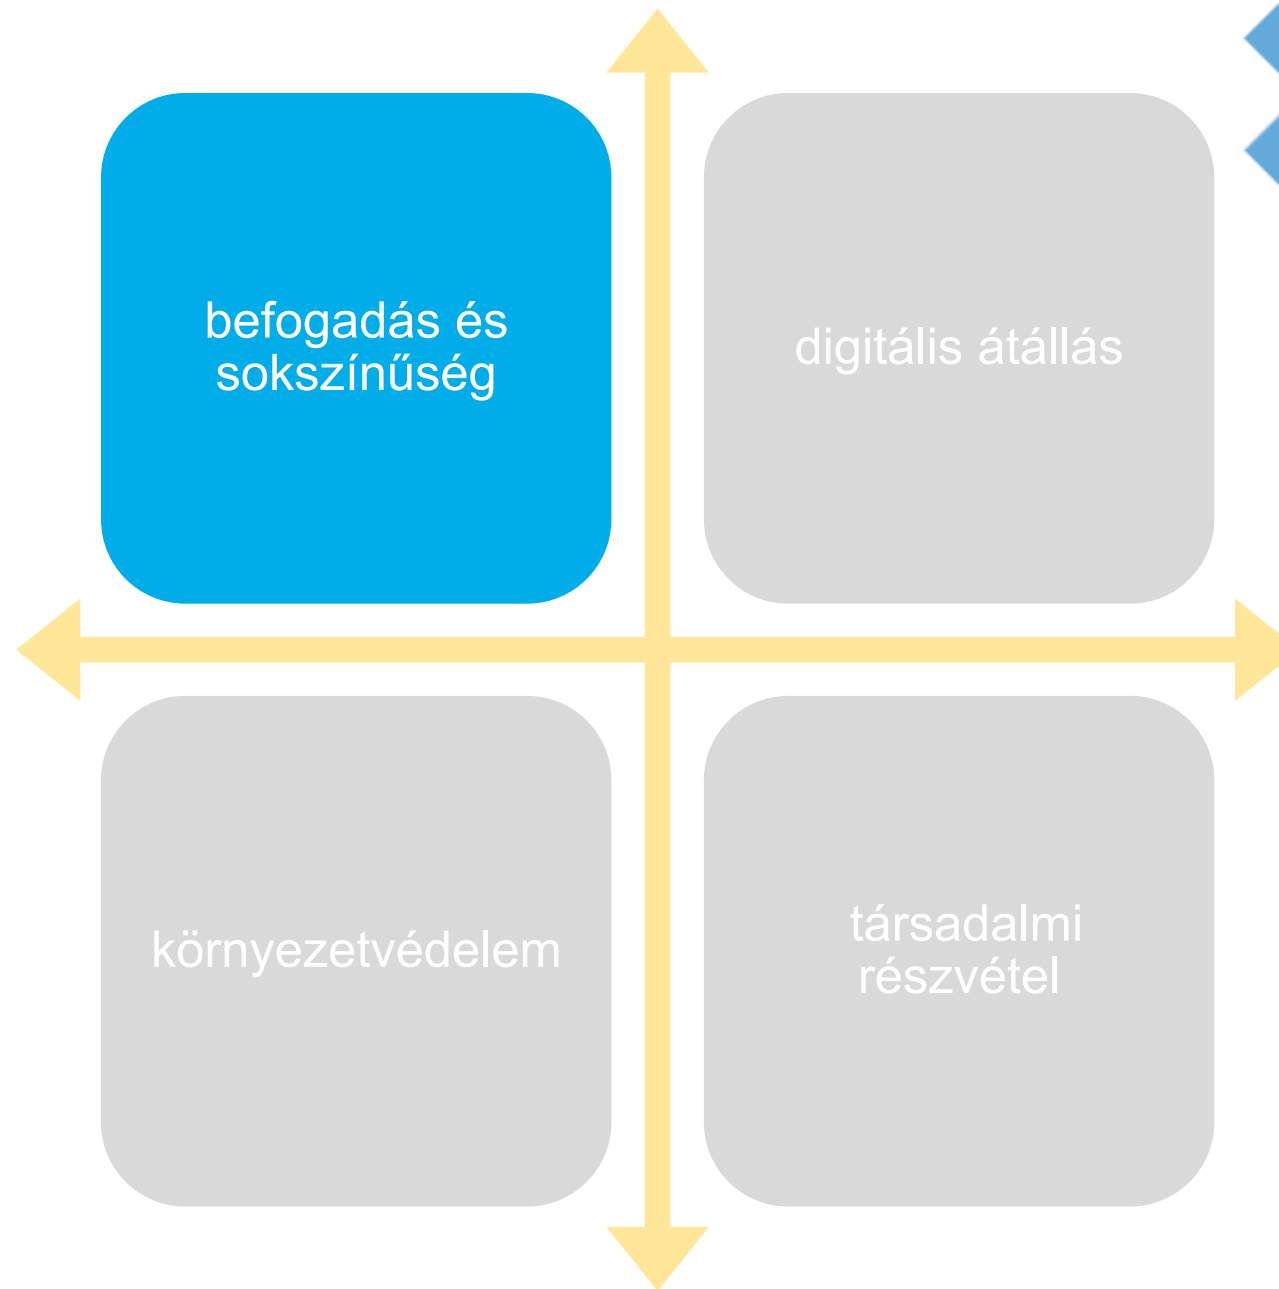 befogadás és
sokszínűség
digitális átállás
környezetvédelem
társadalmi
részvétel